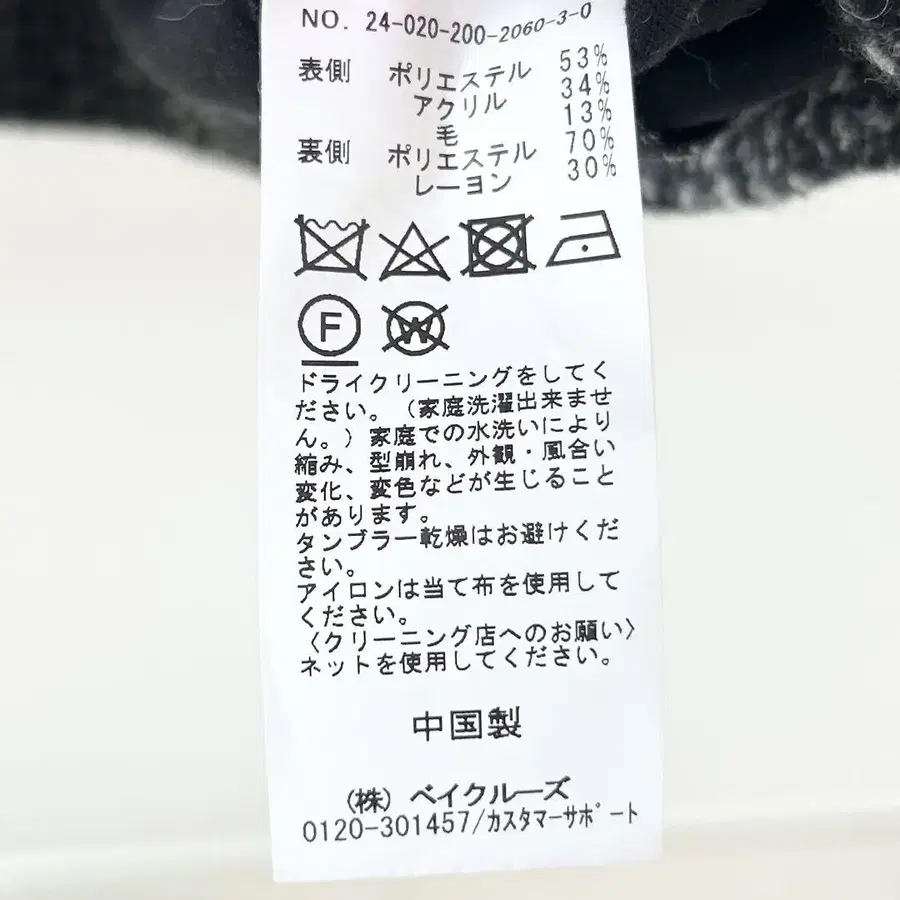 NO. 24-020-200-2060-3-0
表側 ポリエステル 53%
アクリル 34%
毛 13%
裏側 ポリエステル 70%
レーヨン 30%
F W
ドライクリーニングをしてく
ださい。（家庭洗濯出来ませ
ん。）家庭での水洗いにより
縮み、型崩れ、外観・風合い
変化、変色などが生じること
があります。
タンブラー乾燥はお避けくだ
さい。
アイロンは当て布を使用して
ください。
〈クリーニング店へのお願い〉
ネットを使用してください。
中国製
（株）ベイクルーズ
0120-301457/ｶｽﾀﾏｰｻﾎﾟｰﾄ